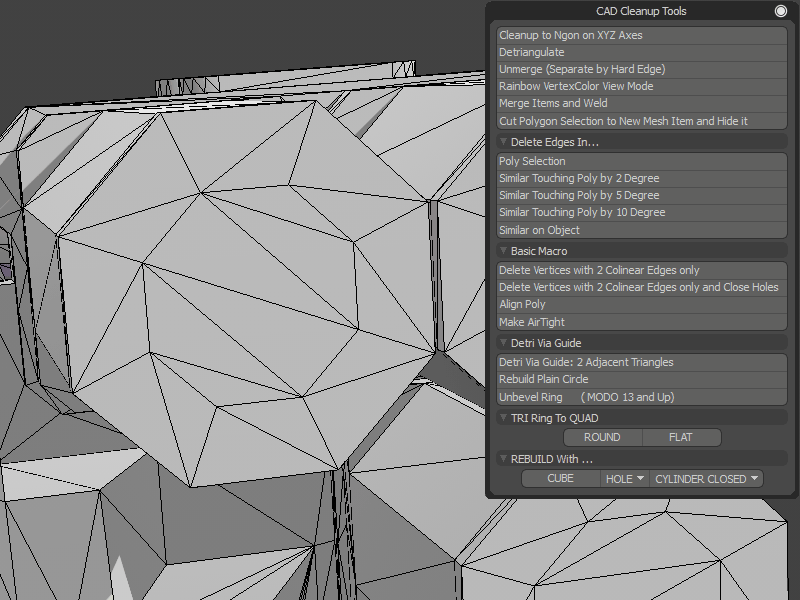 CAD Cleanup Tools
Cleanup to Ngon on XYZ Axes
Detriangulate
Unmerge (Separate by Hard Edge)
Rainbow VertexColor View Mode
Merge Items and Weld
Cut Polygon Selection to New Mesh Item and Hide it
Delete Edges In...
Poly Selection
Similar Touching Poly by 2 Degree
Similar Touching Poly by 5 Degree
Similar Touching Poly by 10 Degree
Similar on Object
Basic Macro
Delete Vertices with 2 Colinear Edges only
Delete Vertices with 2 Colinear Edges only and Close Holes
Align Poly
Make AirTight
Detri Via Guide
Detri Via Guide: 2 Adjacent Triangles
Rebuild Plain Circle
Unbevel Ring (MODO 13 and Up)
TRI Ring To QUAD
ROUND FLAT
REBUILD With ...
CUBE HOLE CYLINDER CLOSED